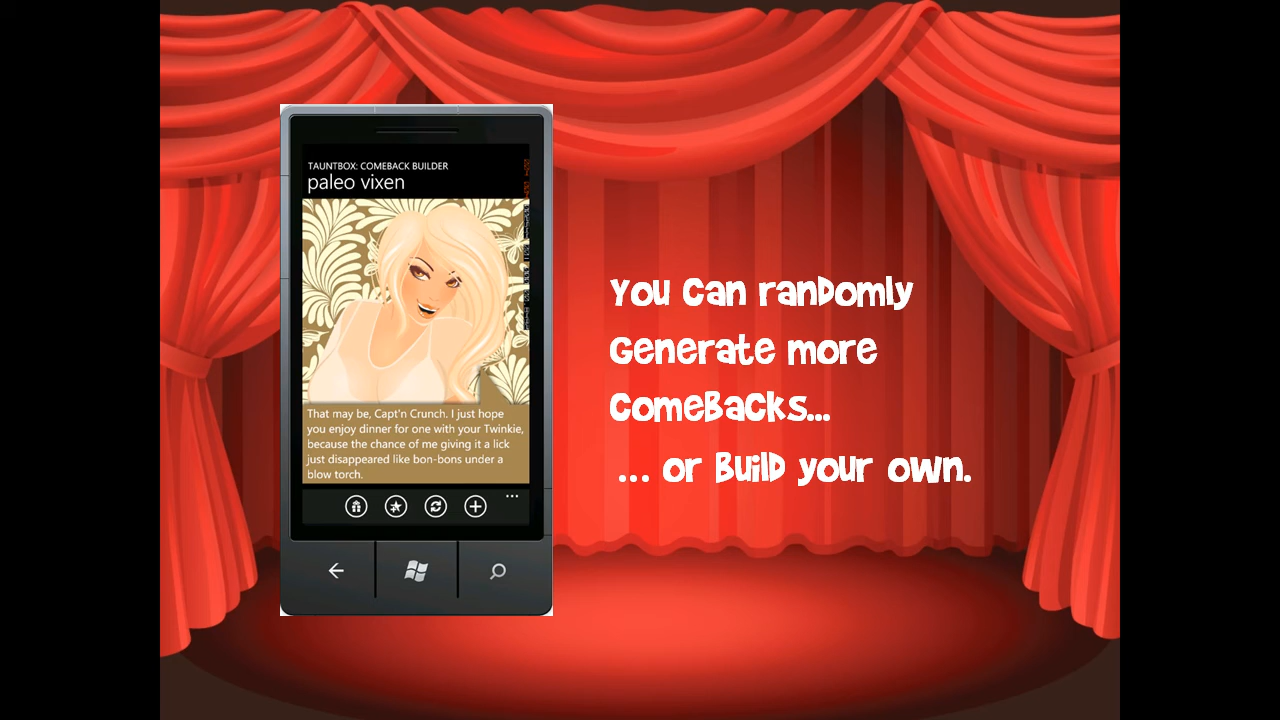 TAUNTBOX: COMEBACK BUILDER
paleo vixen
That may be, Capt'n Crunch. I just hope
you enjoy dinner for one with your Twinkie,
because the chance of me giving it a lick
just disappeared like bon-bons under a
blow torch.
You can randomly
Generate more
Comebacks...
... or Build your own.